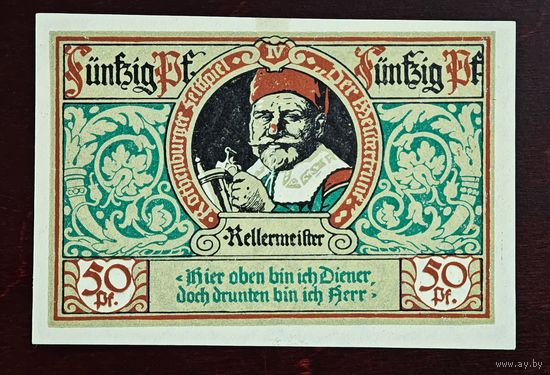 Fünfzig Pf. Fünfzig Pf.
IV
Rothenburger Festspiel Der Meistertrunk
Kellermeister
«Hier oben bin ich Diener,
doch drunten bin ich Herr»
50 Pf.
50 Pf.
www.ay.by